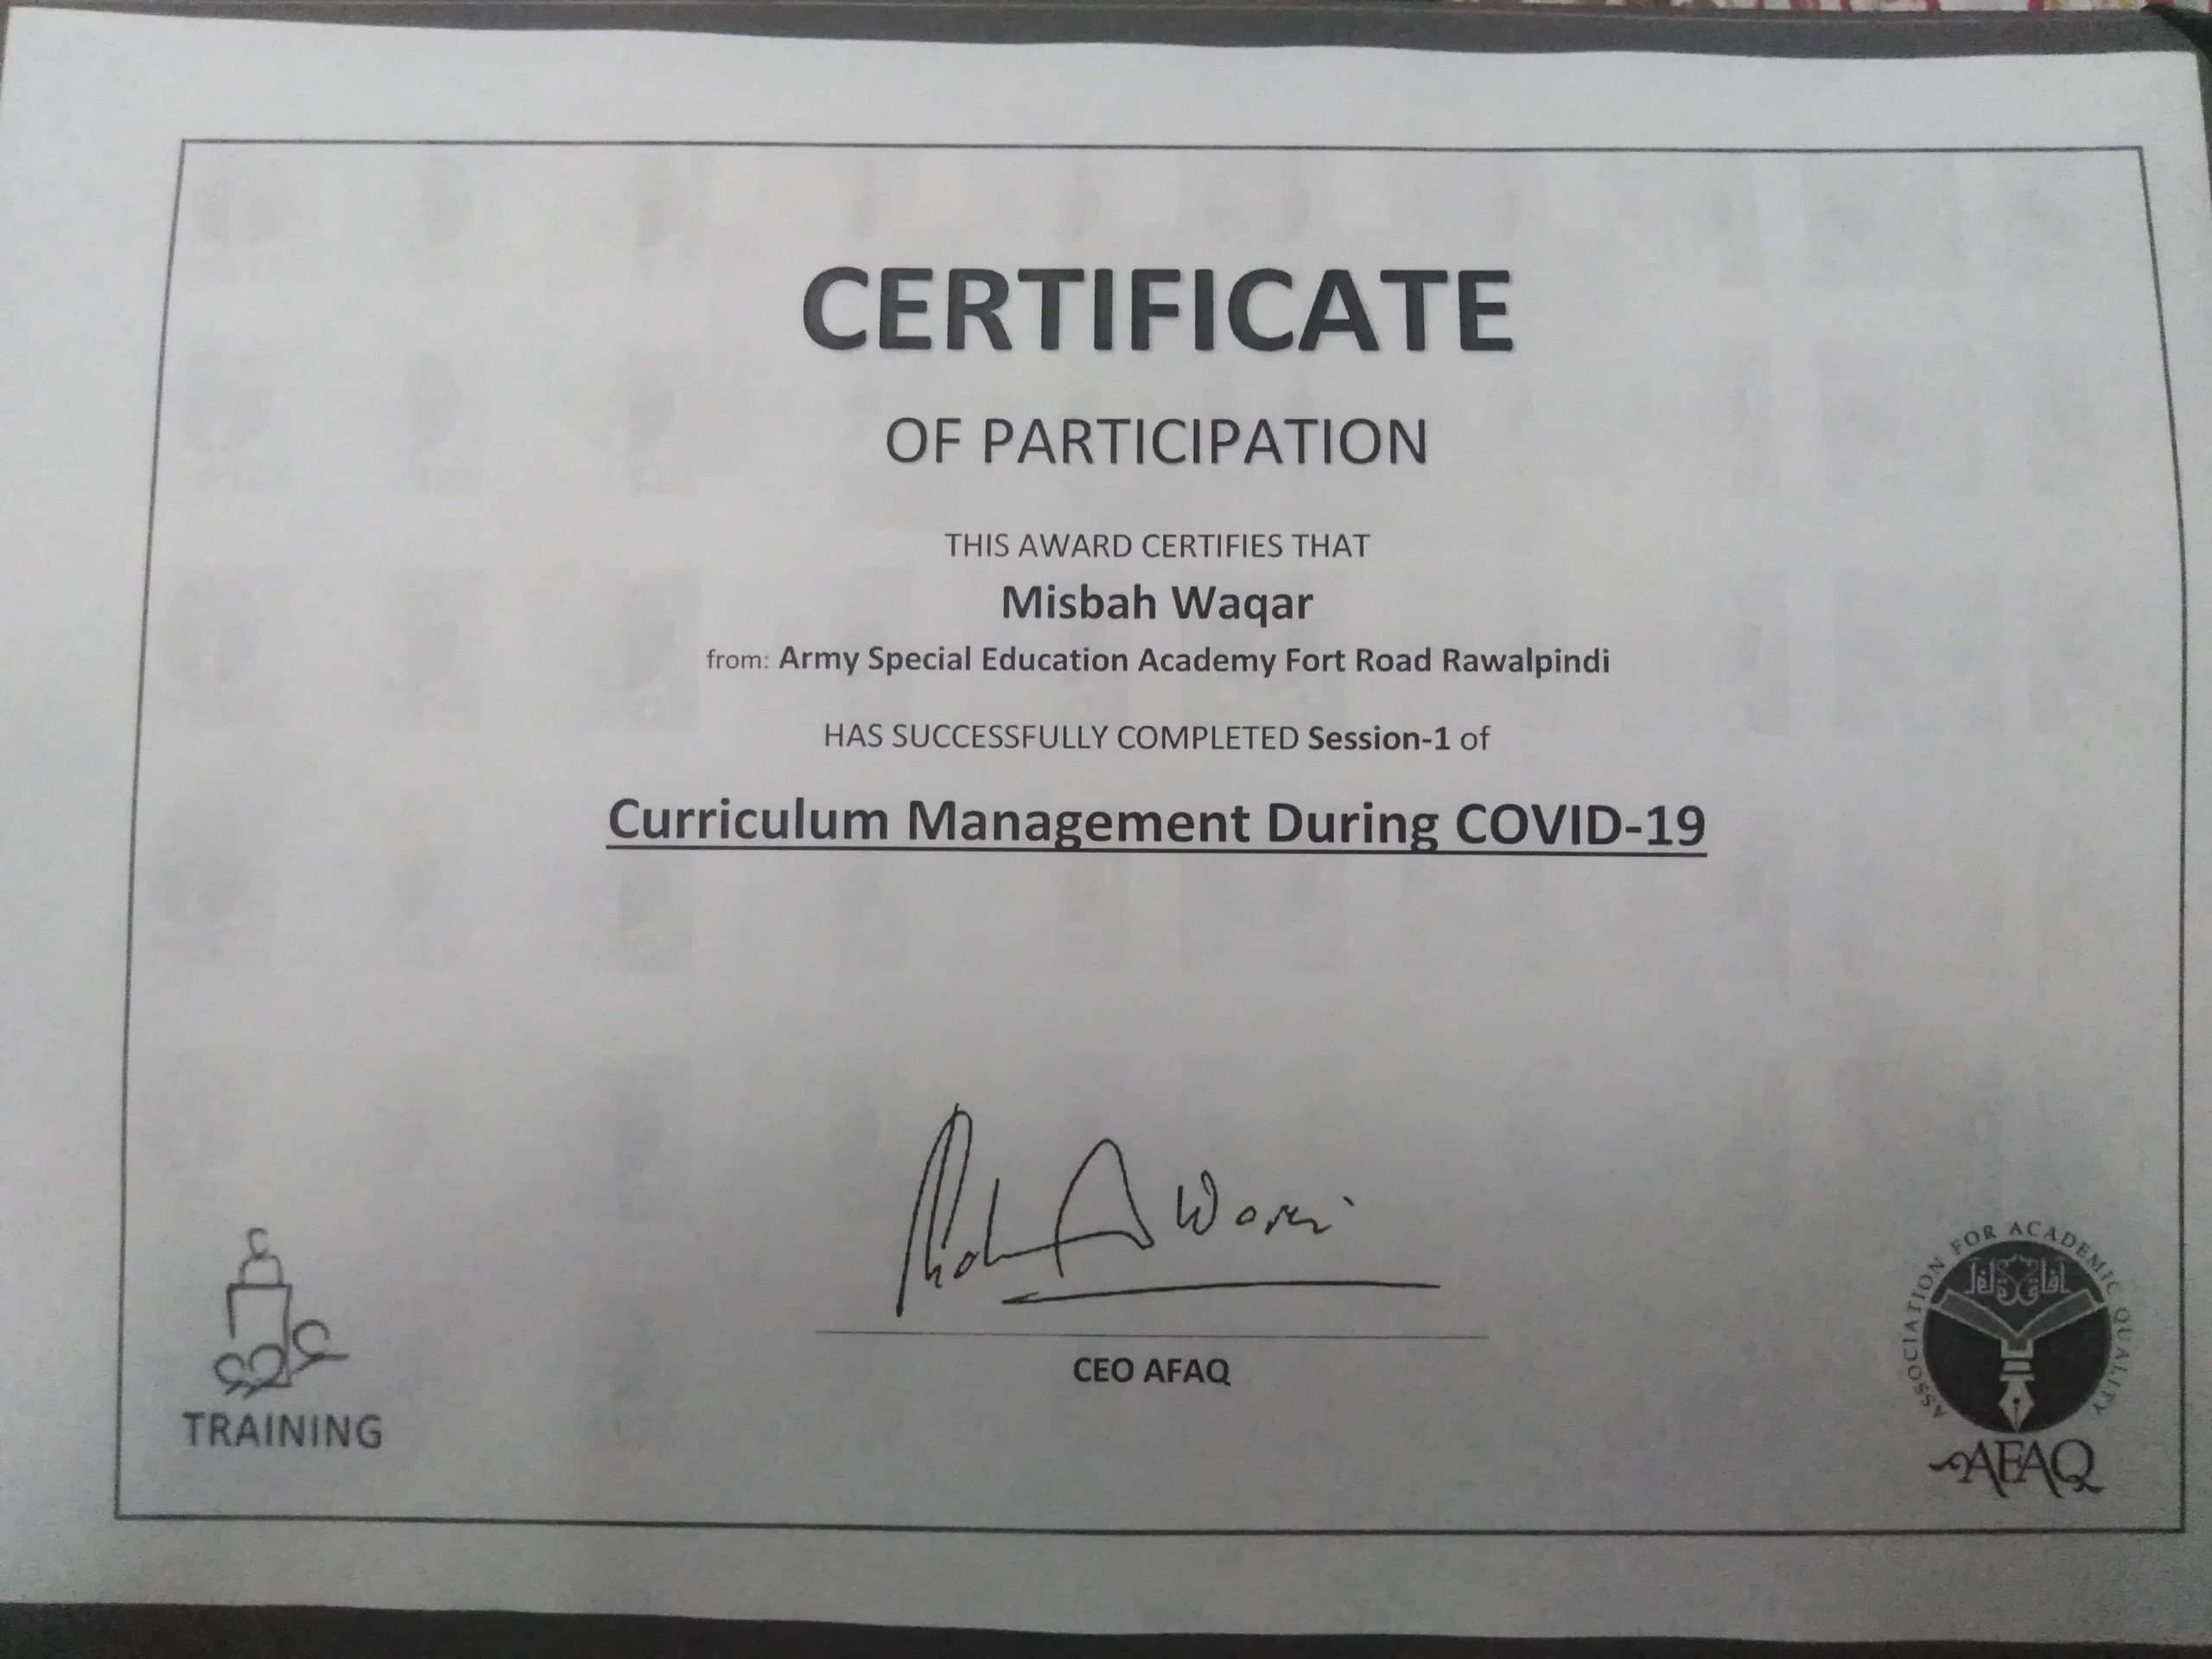 CERTIFICATE
OF PARTICIPATION
THIS AWARD CERTIFIES THAT
Misbah Waqar
from: Army Special Education Academy Fort Road Rawalpindi
HAS SUCCESSFULLY COMPLETED Session-1 of
Curriculum Management During COVID-19
CEO AFAQ
TRAINING
ASSOCIATION FOR ACADEMIC QUALITY
AFAQ